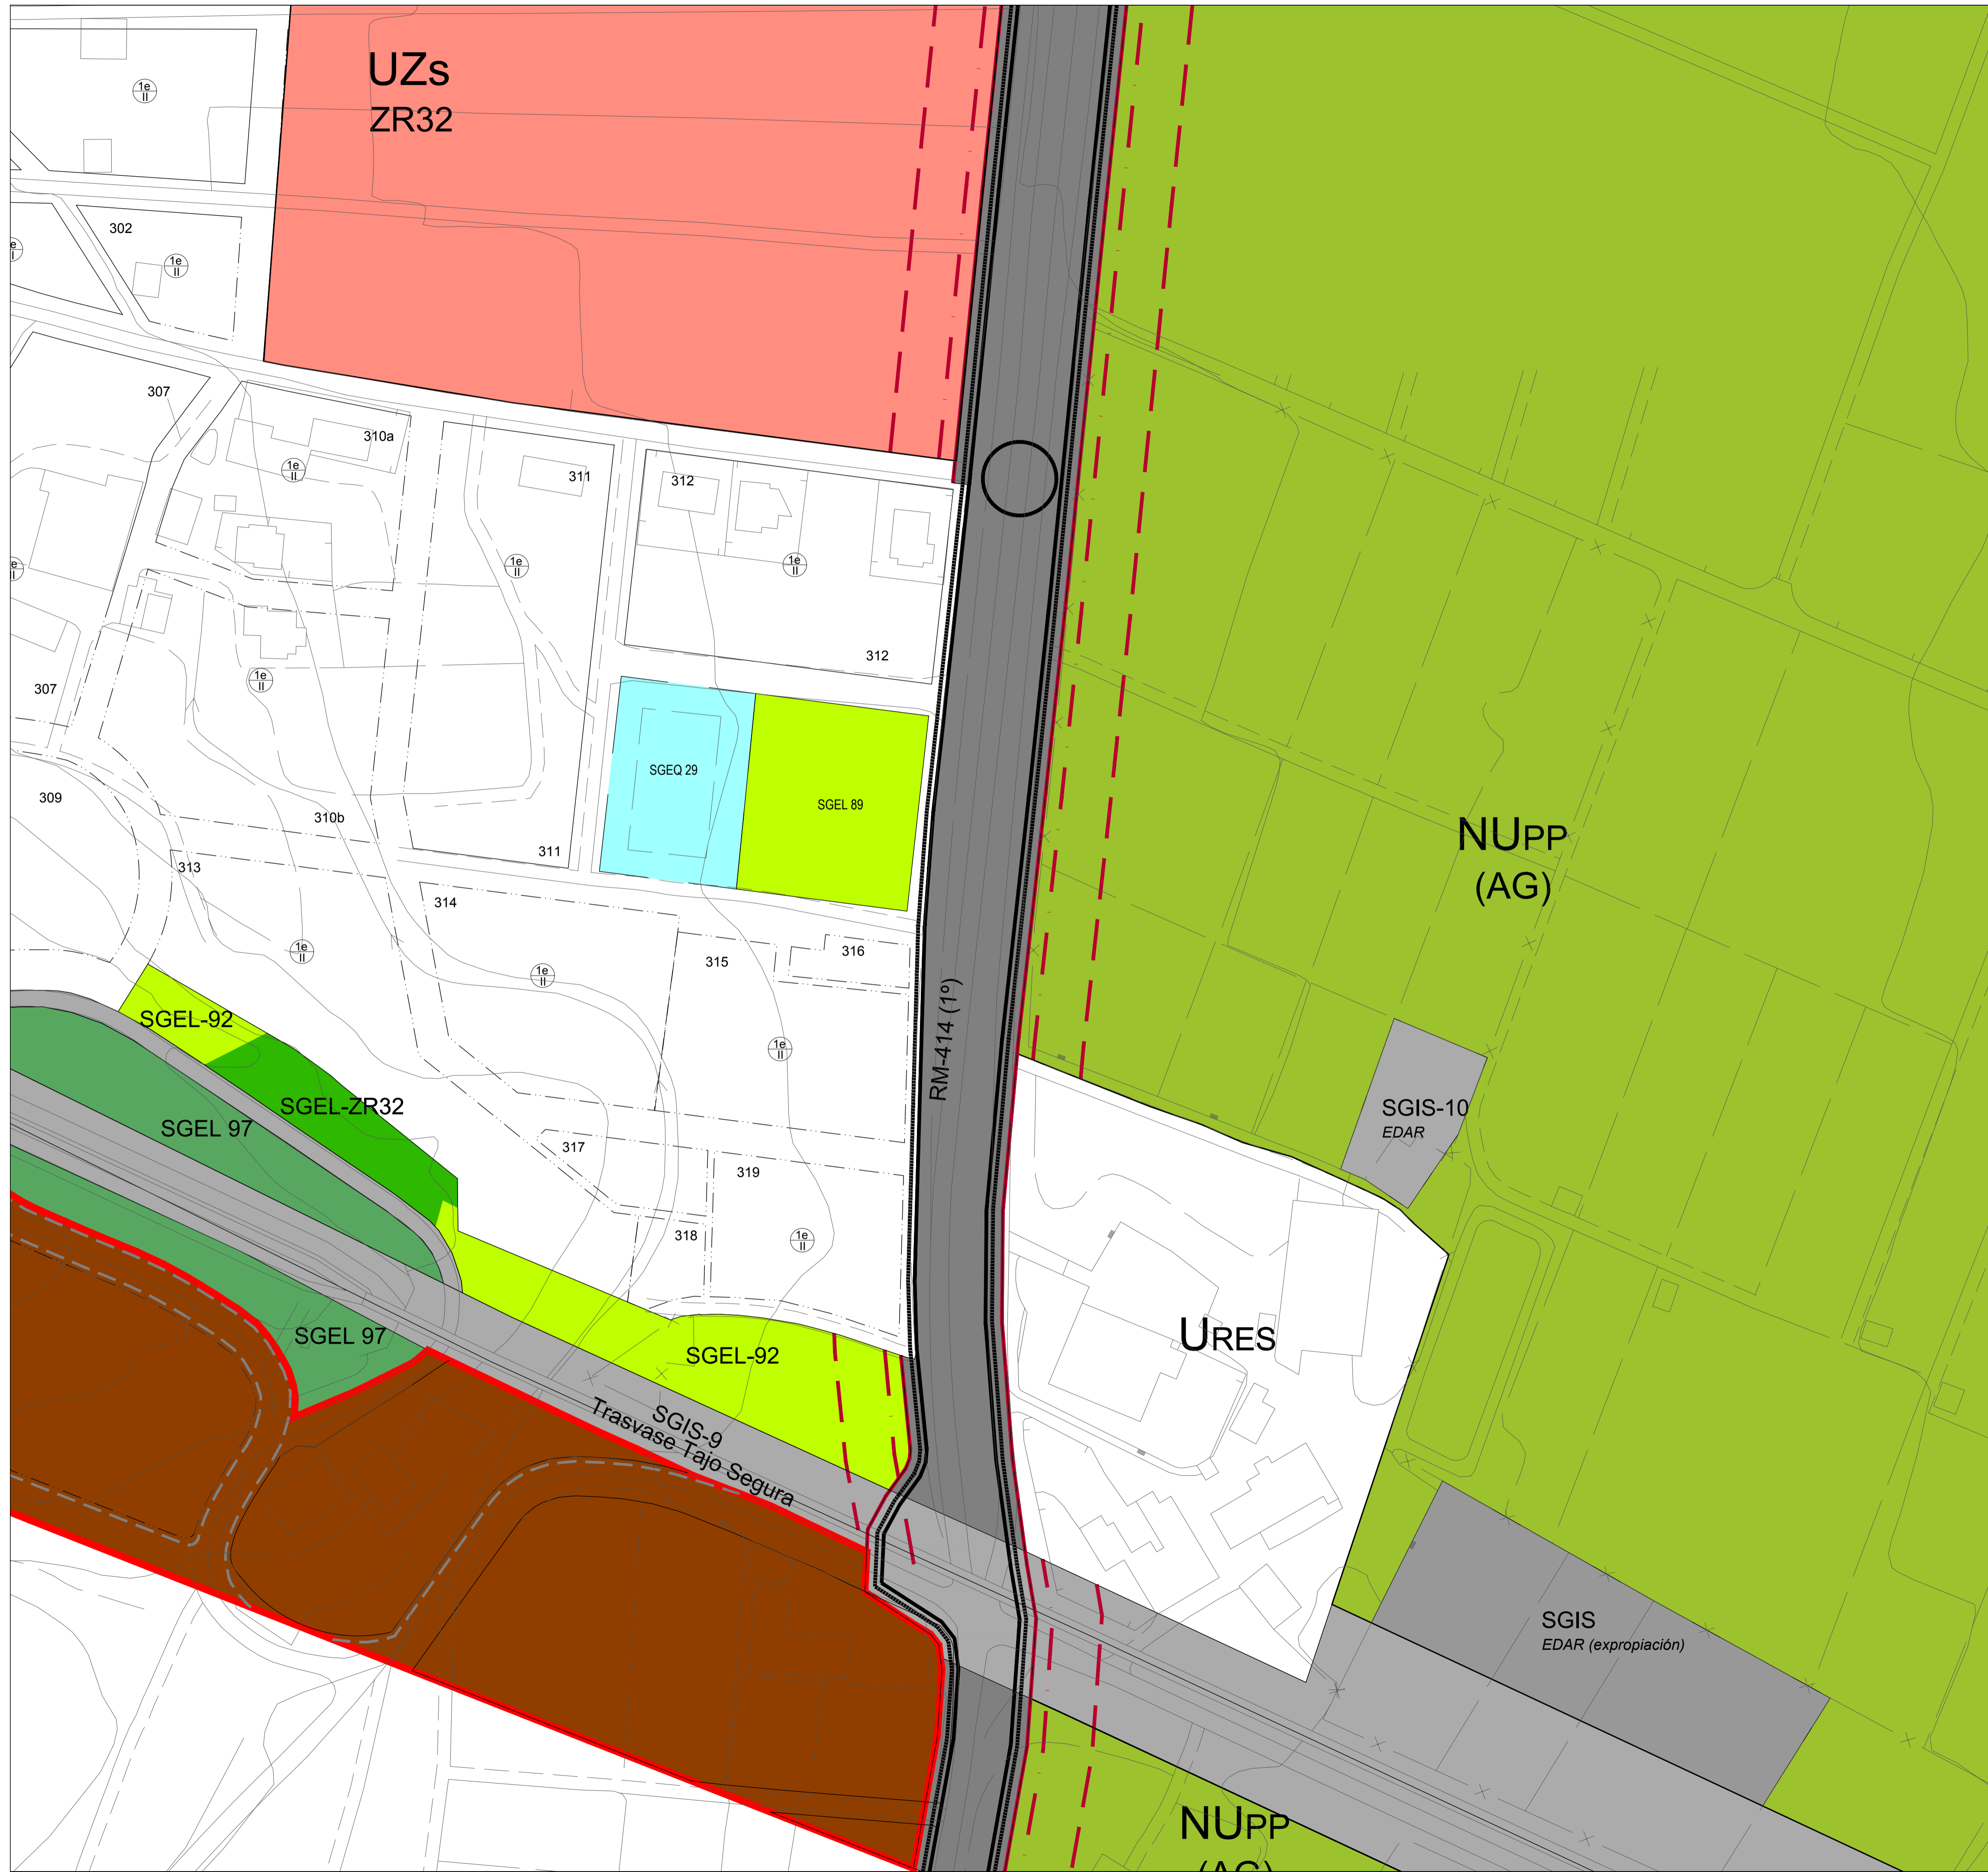 UZs
ZR32
1e
II
302
1e
II
e
I
307
310a
1e
II
311
312
1e
II
1e
II
e
II
312
307
1e
II
SGEQ 29
SGEL 89
309
310b
311
313
314
1e
II
1e
II
315
316
1e
II
NUPP
(AG)
RM-414 (1º)
SGEL-92
SGEL-ZR32
SGEL 97
SGIS-10
EDAR
317
319
318
1e
II
SGEL 97
SGEL-92
URES
SGIS-9
Trasvase Tajo Segura
SGIS
EDAR (expropiación)
NUPP
(AG)